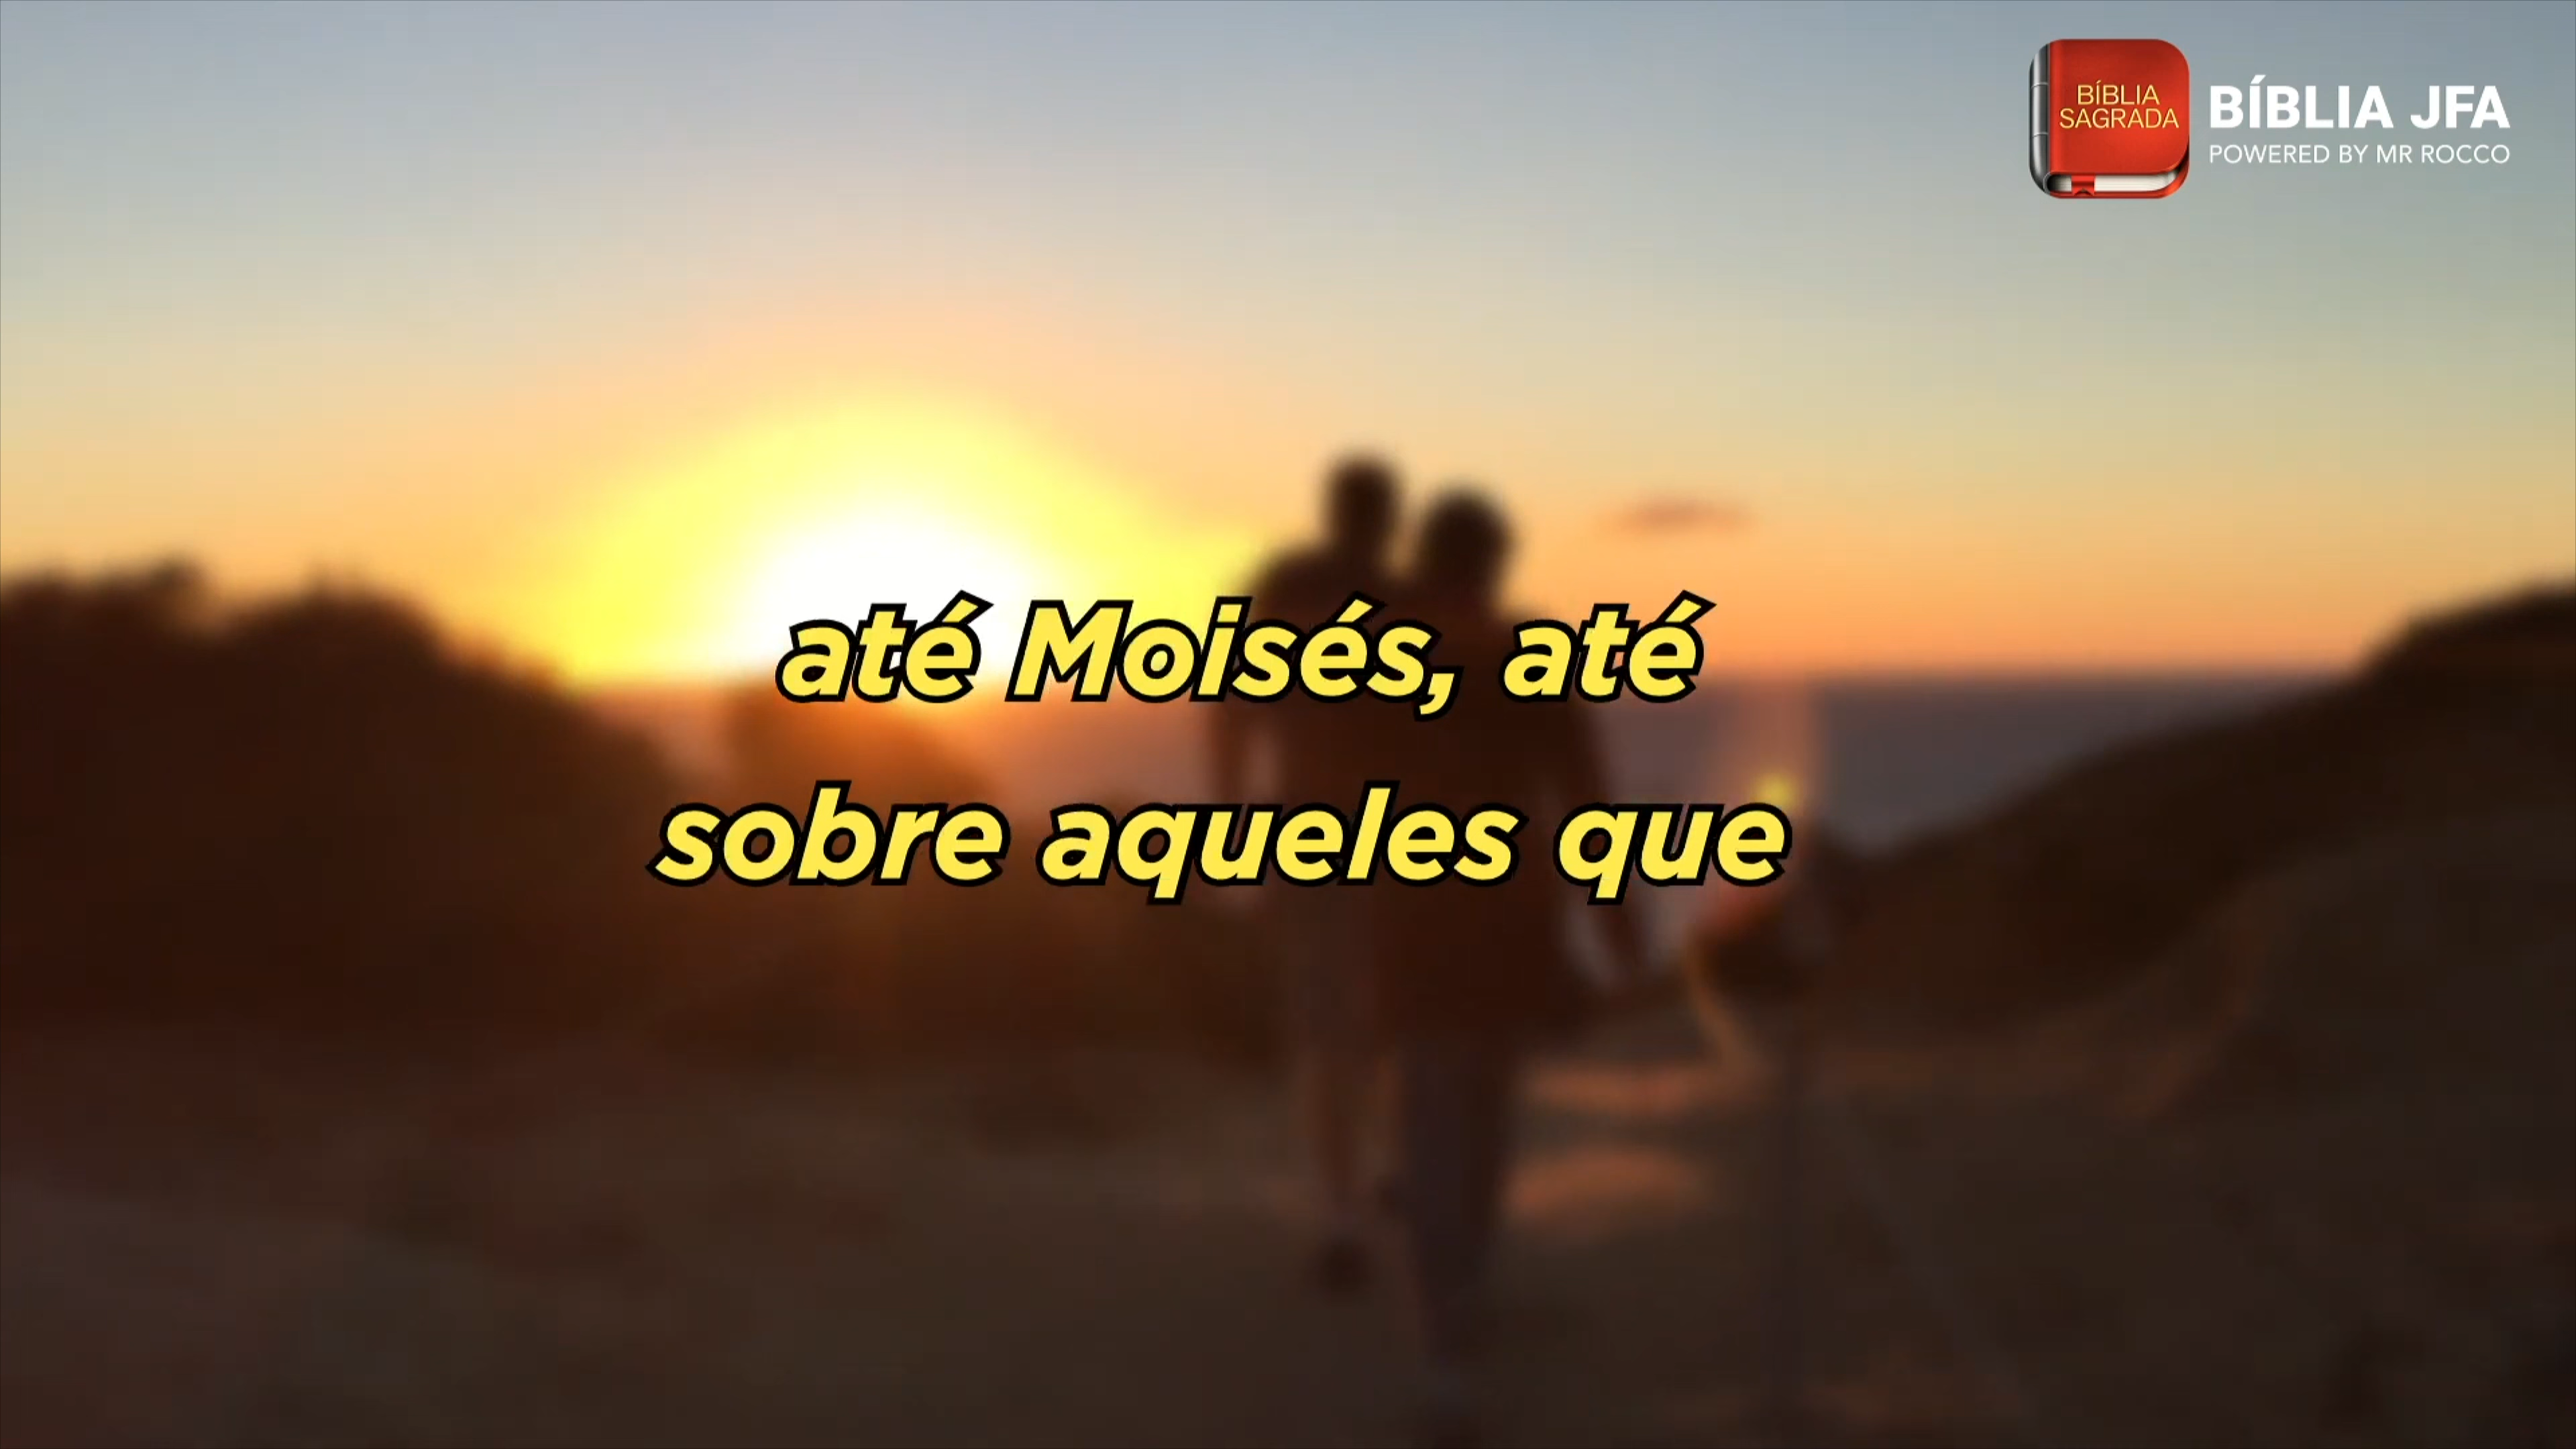 BÍBLIA
SAGRADA
BÍBLIA JFA
POWERED BY MR ROCCO
até Moisés, até
sobre aqueles que